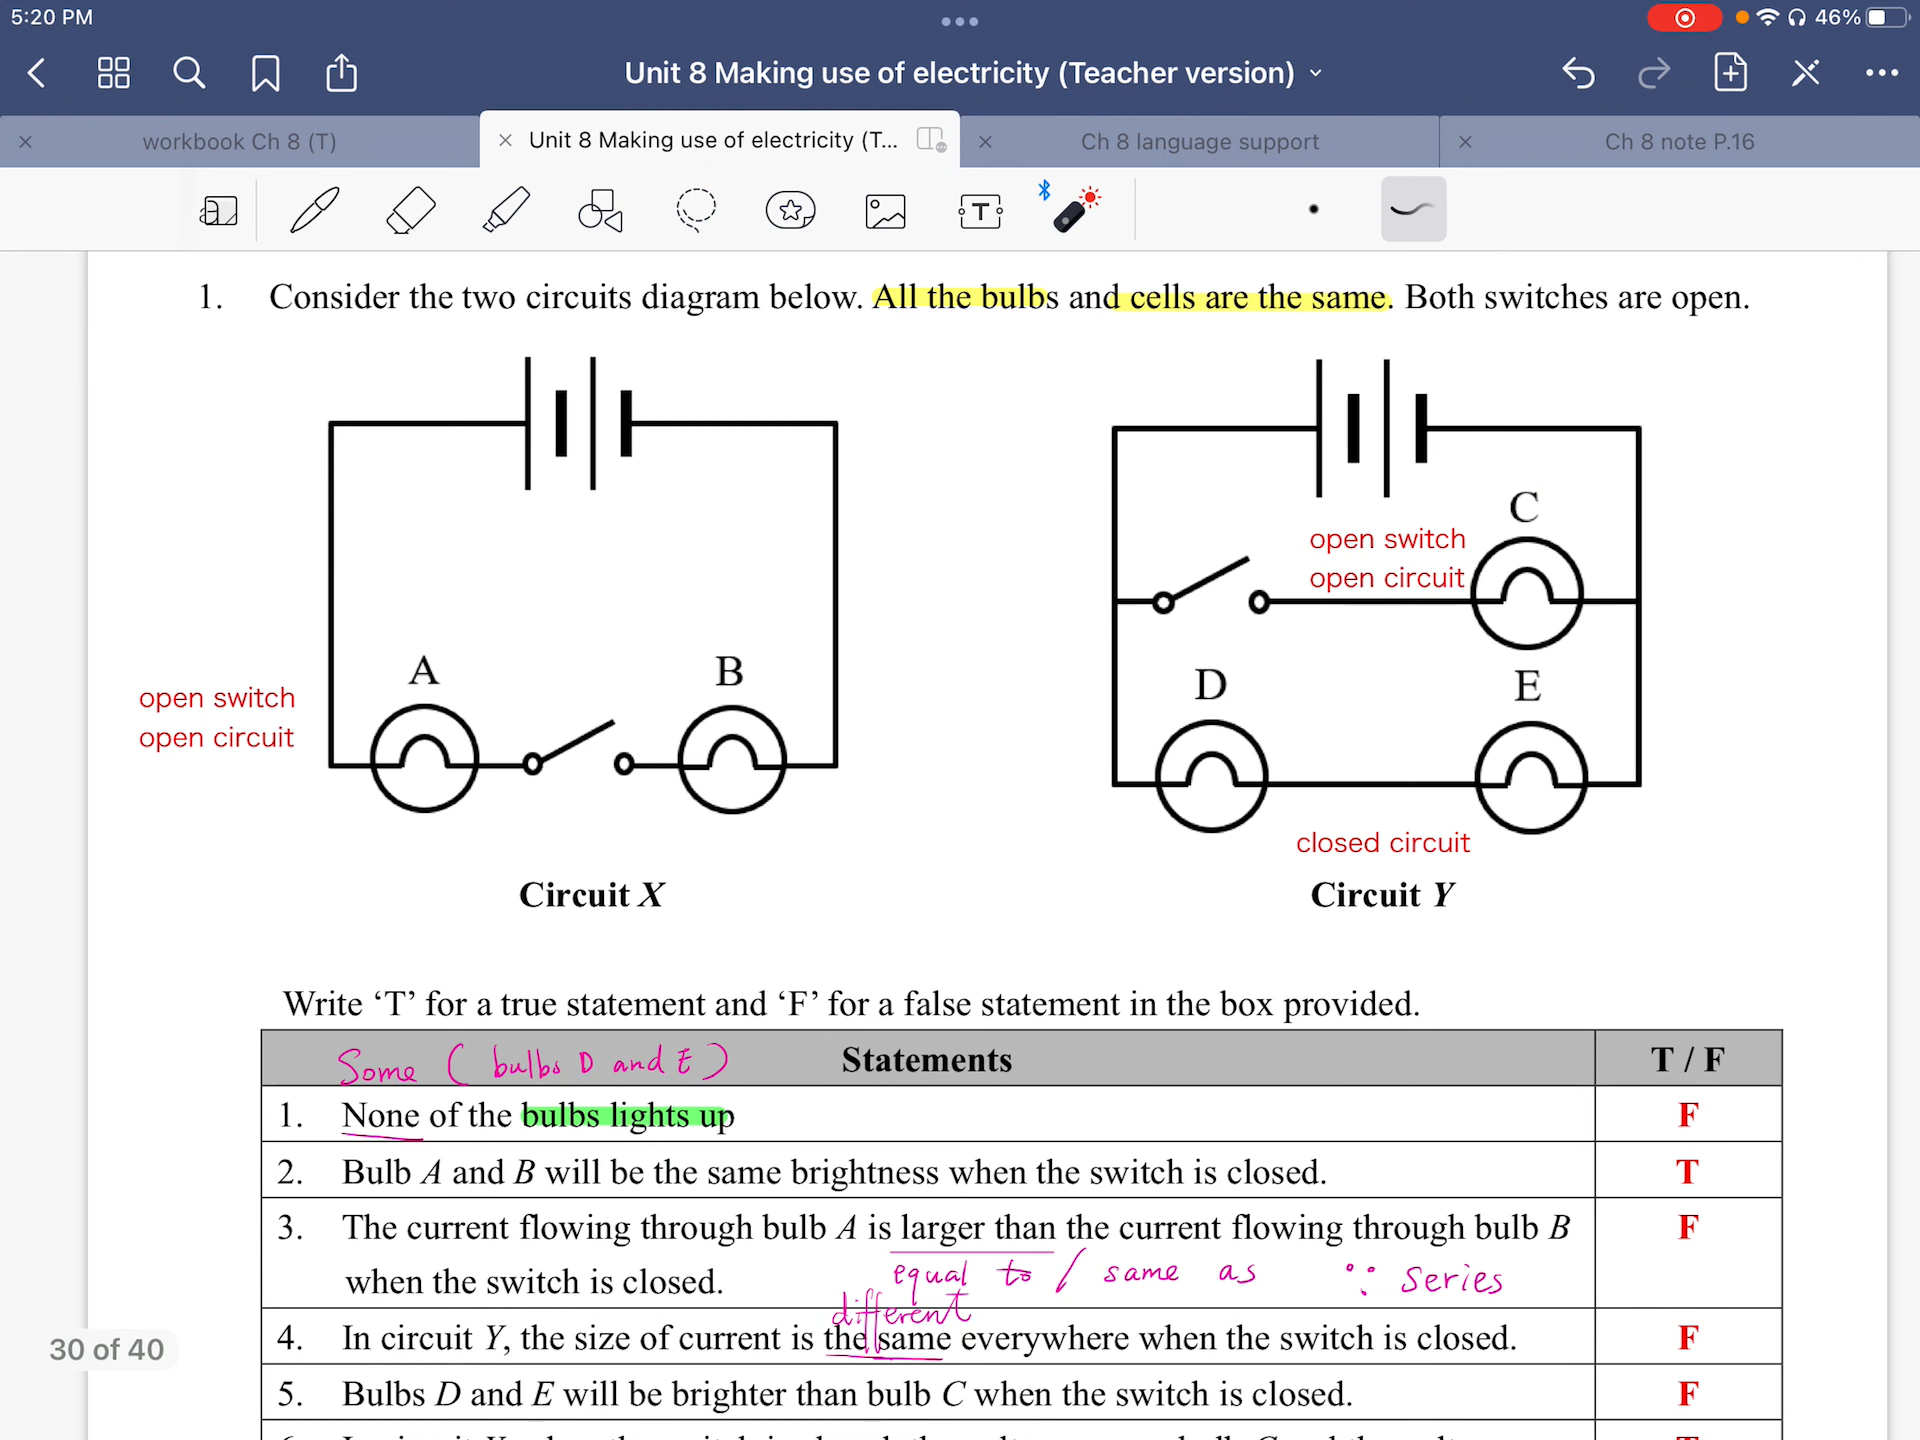 5:20 PM
46%
Unit 8 Making use of electricity (Teacher version)
workbook Ch 8 (T)
Unit 8 Making use of electricity (T...
Ch 8 language support
Ch 8 note P.16
1. Consider the two circuits diagram below. All the bulbs and cells are the same. Both switches are open.
C
open switch
open circuit
A
B
D
E
open switch
open circuit
closed circuit
Circuit X
Circuit Y
Write ‘T’ for a true statement and ‘F’ for a false statement in the box provided.
Some ( bulbs D and E )
Statements
T / F
1. None of the bulbs lights up
F
2. Bulb A and B will be the same brightness when the switch is closed.
T
3. The current flowing through bulb A is larger than the current flowing through bulb B
F
equal to / same as ∵ series
when the switch is closed.
different
4. In circuit Y, the size of current is the same everywhere when the switch is closed.
F
5. Bulbs D and E will be brighter than bulb C when the switch is closed.
F
30 of 40